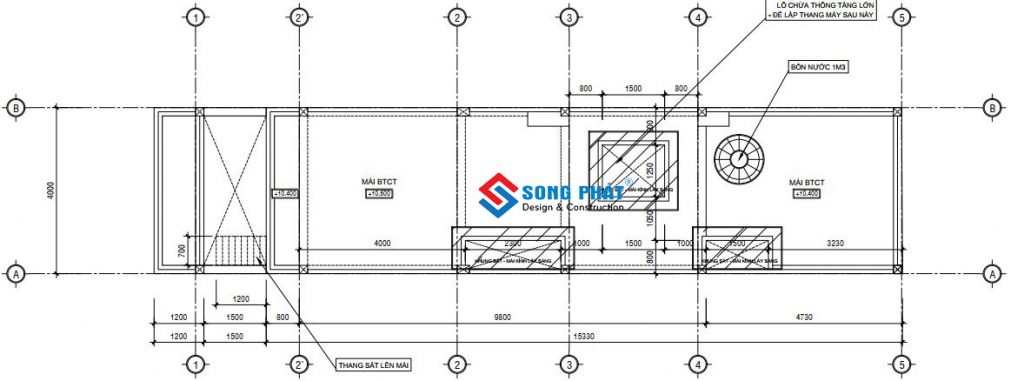 LỖ CHỪA THÔNG TẦNG LỚN
- ĐỂ LẮP THANG MÁY SAU NÀY
1
2'
2
3
4
5
BỒN NƯỚC 1M3
800
1500
800
B
B
900
4000
MÁI BTCT
+10,800
+10,400
1250
MÁI BTCT
+10,400
SONG PHÁT
®
Design & Construction
1050
700
4000
2300
1000
1500
1000
1500
3230
800
KHUNG SẮT - MÁI KÍNH LẤY SÁNG
KHUNG SẮT - MÁI KÍNH LẤY SÁNG
A
A
1200
1200
1500
800
9800
4730
1200
1500
15330
THANG SẮT LÊN MÁI
1
2'
2
3
4
5